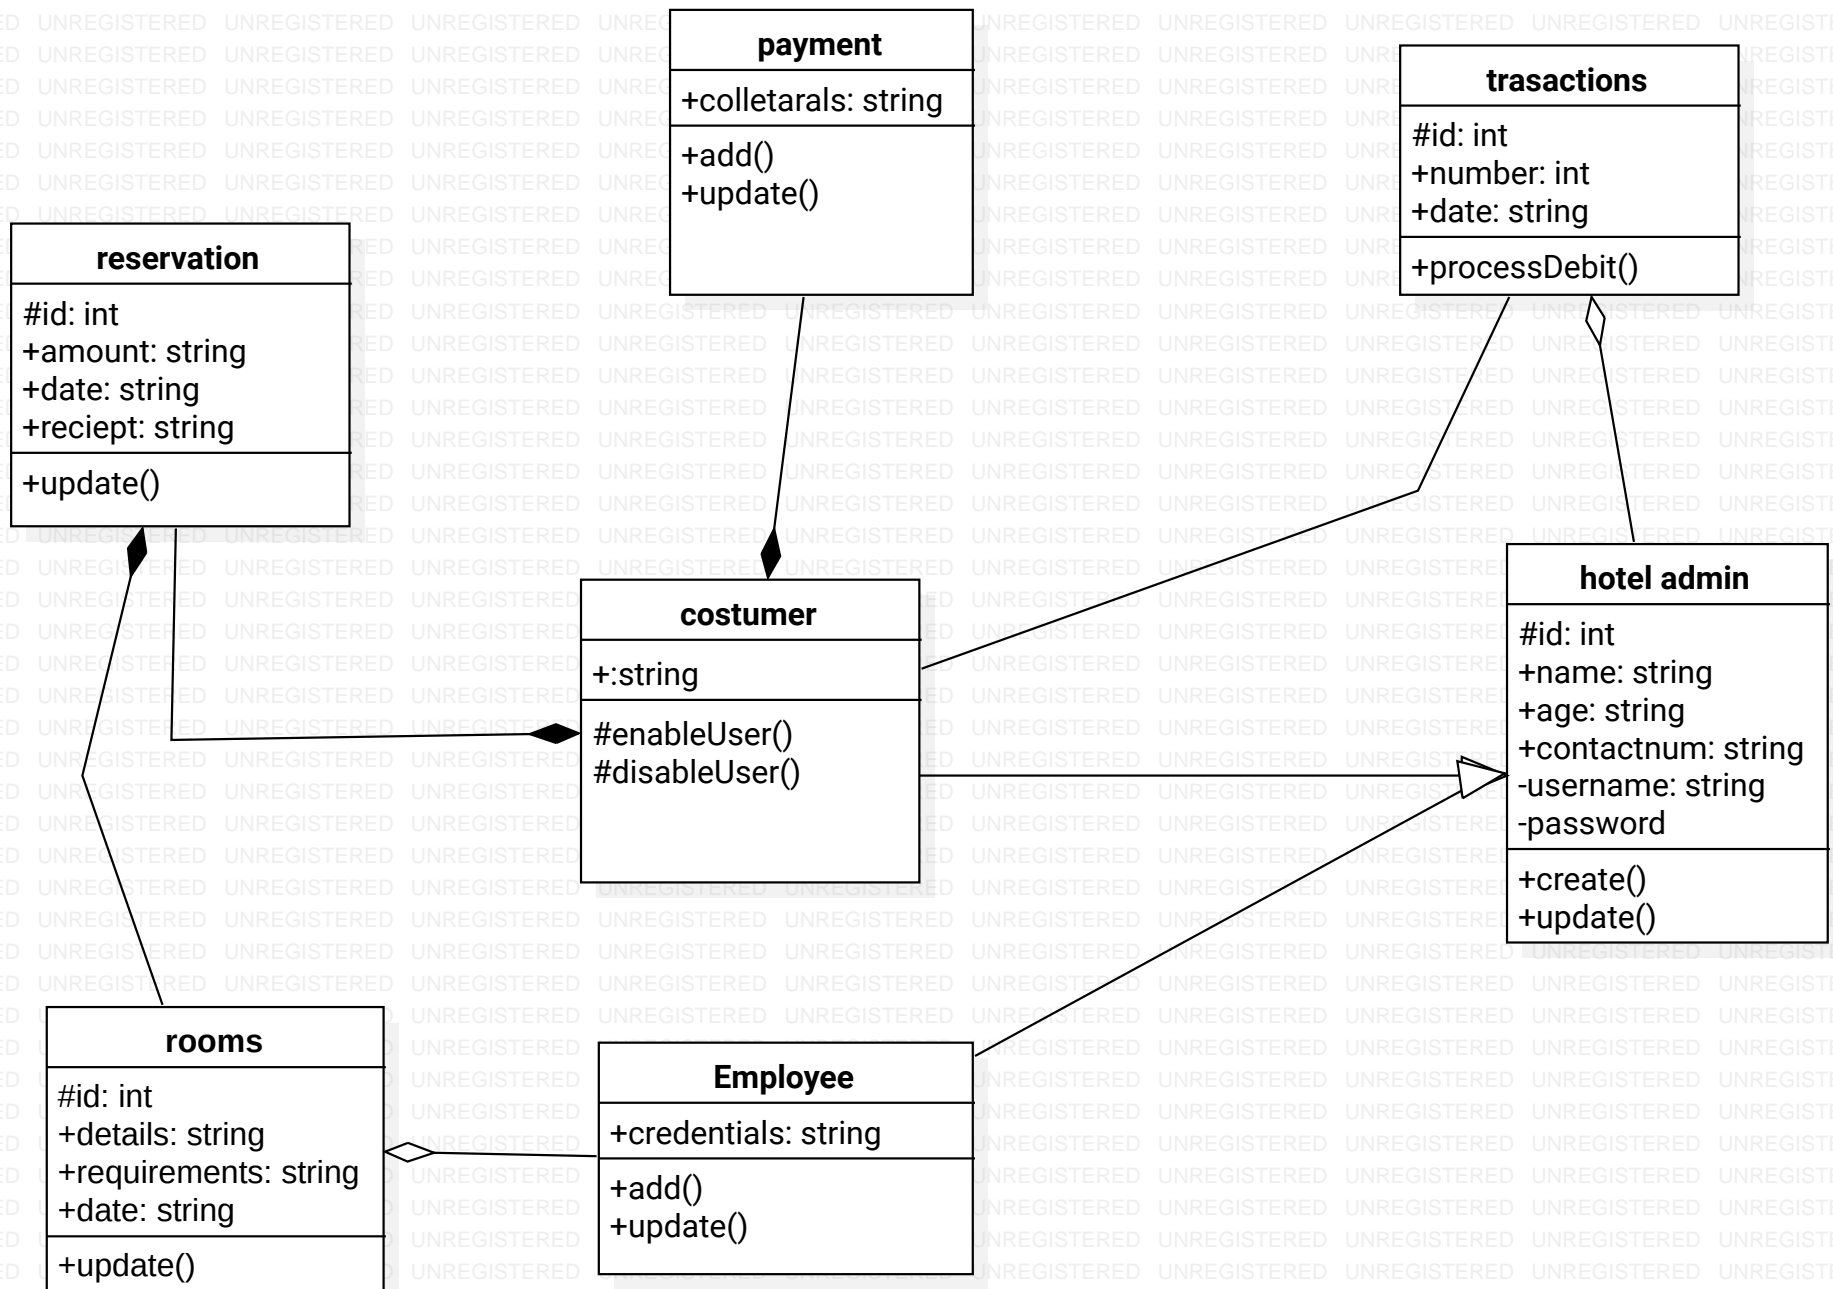 payment
+colletarals: string
+add()
+update()
trasactions
#id: int
+number: int
+date: string
+processDebit()
reservation
#id: int
+amount: string
+date: string
+reciept: string
+update()
costumer
+:string
#enableUser()
#disableUser()
hotel admin
#id: int
+name: string
+age: string
+contactnum: string
-username: string
-password
+create()
+update()
rooms
#id: int
+details: string
+requirements: string
+date: string
+update()
Employee
+credentials: string
+add()
+update()
UNREGISTERED